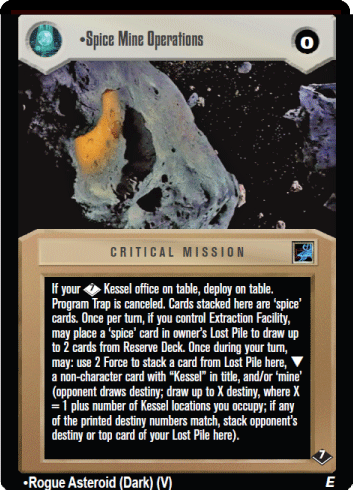 •Spice Mine Operations
0
CRITICAL MISSION
If your 7 Kessel office on table, deploy on table.
Program Trap is canceled. Cards stacked here are ‘spice’
cards. Once per turn, if you control Extraction Facility,
may place a ‘spice’ card in owner's Lost Pile to draw up
to 2 cards from Reserve Deck. Once during your turn,
may: use 2 Force to stack a card from Lost Pile here, ▼
a non-character card with “Kessel” in title, and/or ‘mine’
(opponent draws destiny; draw up to X destiny, where X
= 1 plus number of Kessel locations you occupy; if any
of the printed destiny numbers match, stack opponent's
destiny or top card of your Lost Pile here).
7
•Rogue Asteroid (Dark) (V)
E